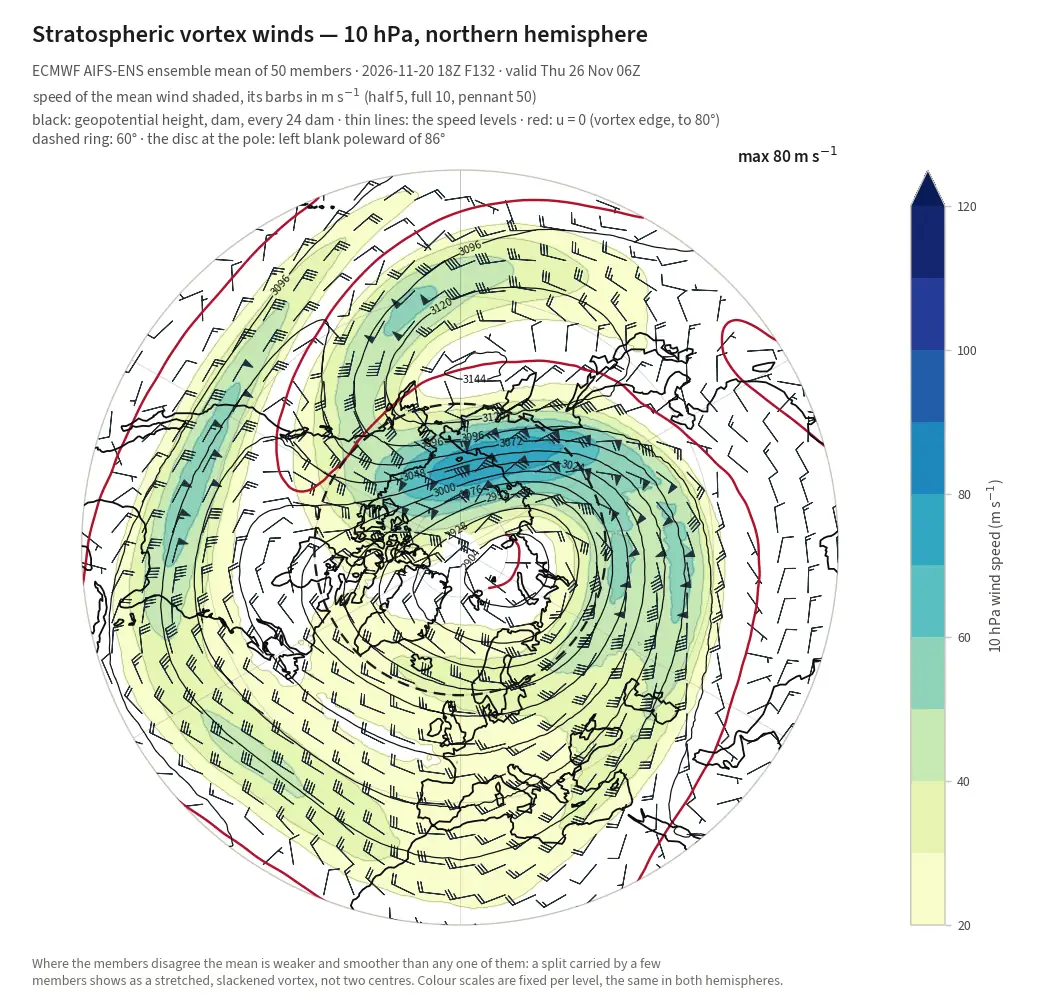 Stratospheric vortex winds — 10 hPa, northern hemisphere
ECMWF AIFS-ENS ensemble mean of 50 members · 2026-11-20 18Z F132 · valid Thu 26 Nov 06Z
speed of the mean wind shaded, its barbs in m s⁻¹ (half 5, full 10, pennant 50)
black: geopotential height, dam, every 24 dam · thin lines: the speed levels · red: u = 0 (vortex edge, to 80°)
dashed ring: 60° · the disc at the pole: left blank poleward of 86°
max 80 m s⁻¹
3096
3096
3120
3144
3096
3072
3048
3024
3000
2928
120
100
80
60
40
20
10 hPa wind speed (m s⁻¹)
Where the members disagree the mean is weaker and smoother than any one of them: a split carried by a few
members shows as a stretched, slackened vortex, not two centres. Colour scales are fixed per level, the same in both hemispheres.